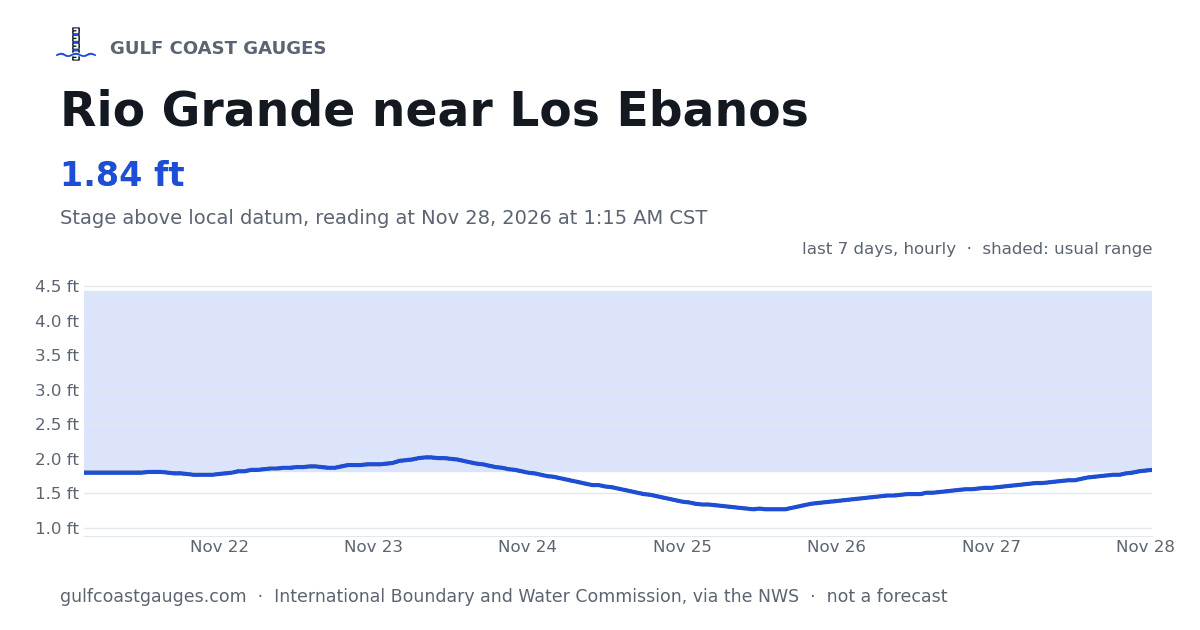 GULF COAST GAUGES
Rio Grande near Los Ebanos
1.84 ft
Stage above local datum, reading at Nov 28, 2026 at 1:15 AM CST
last 7 days, hourly · shaded: usual range
4.5 ft
4.0 ft
3.5 ft
3.0 ft
2.5 ft
2.0 ft
1.5 ft
1.0 ft
Nov 22 Nov 23 Nov 24 Nov 25 Nov 26 Nov 27 Nov 28
gulfcoastgauges.com · International Boundary and Water Commission, via the NWS · not a forecast